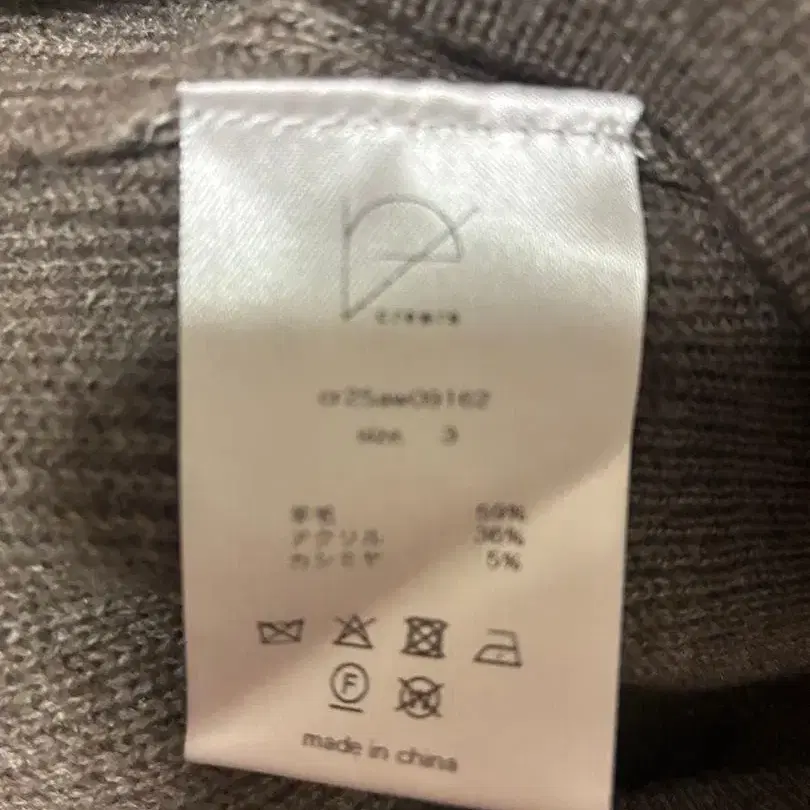 cr25aw09162
size 3
羊毛 59%
アクリル 36%
カシミヤ 5%
F
made in china